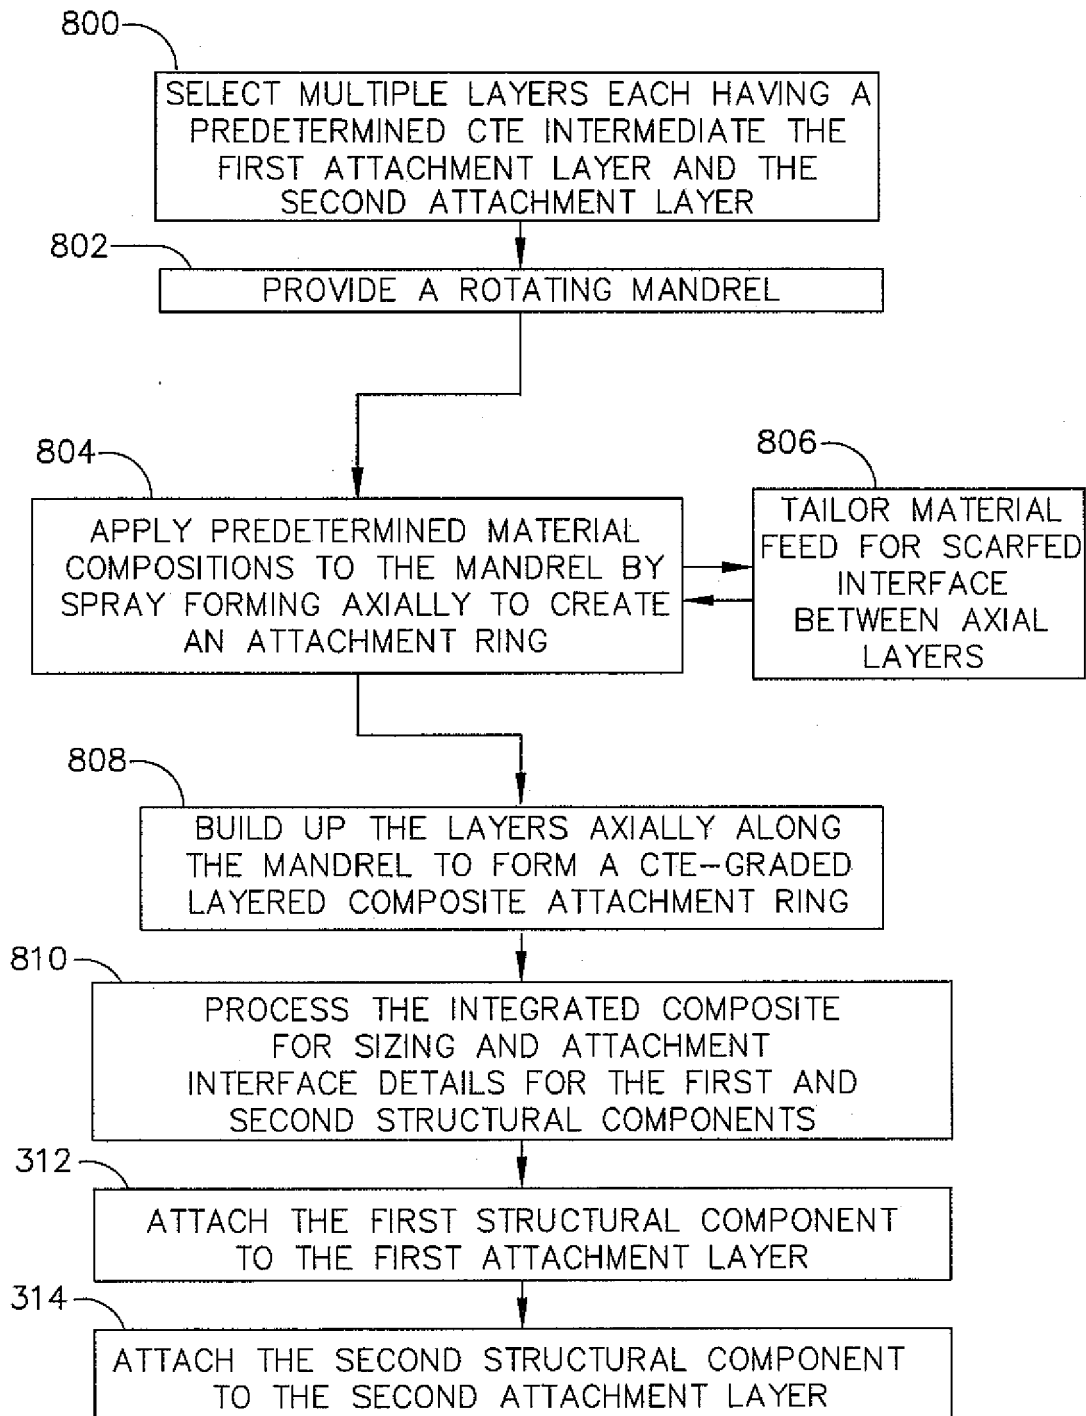 800
SELECT MULTIPLE LAYERS EACH HAVING A
PREDETERMINED CTE INTERMEDIATE THE
FIRST ATTACHMENT LAYER AND THE
SECOND ATTACHMENT LAYER
802
PROVIDE A ROTATING MANDREL
804
APPLY PREDETERMINED MATERIAL
COMPOSITIONS TO THE MANDREL BY
SPRAY FORMING AXIALLY TO CREATE
AN ATTACHMENT RING
806
TAILOR MATERIAL
FEED FOR SCARFED
INTERFACE
BETWEEN AXIAL
LAYERS
808
BUILD UP THE LAYERS AXIALLY ALONG
THE MANDREL TO FORM A CTE-GRADED
LAYERED COMPOSITE ATTACHMENT RING
810
PROCESS THE INTEGRATED COMPOSITE
FOR SIZING AND ATTACHMENT
INTERFACE DETAILS FOR THE FIRST AND
SECOND STRUCTURAL COMPONENTS
312
ATTACH THE FIRST STRUCTURAL COMPONENT
TO THE FIRST ATTACHMENT LAYER
314
ATTACH THE SECOND STRUCTURAL COMPONENT
TO THE SECOND ATTACHMENT LAYER